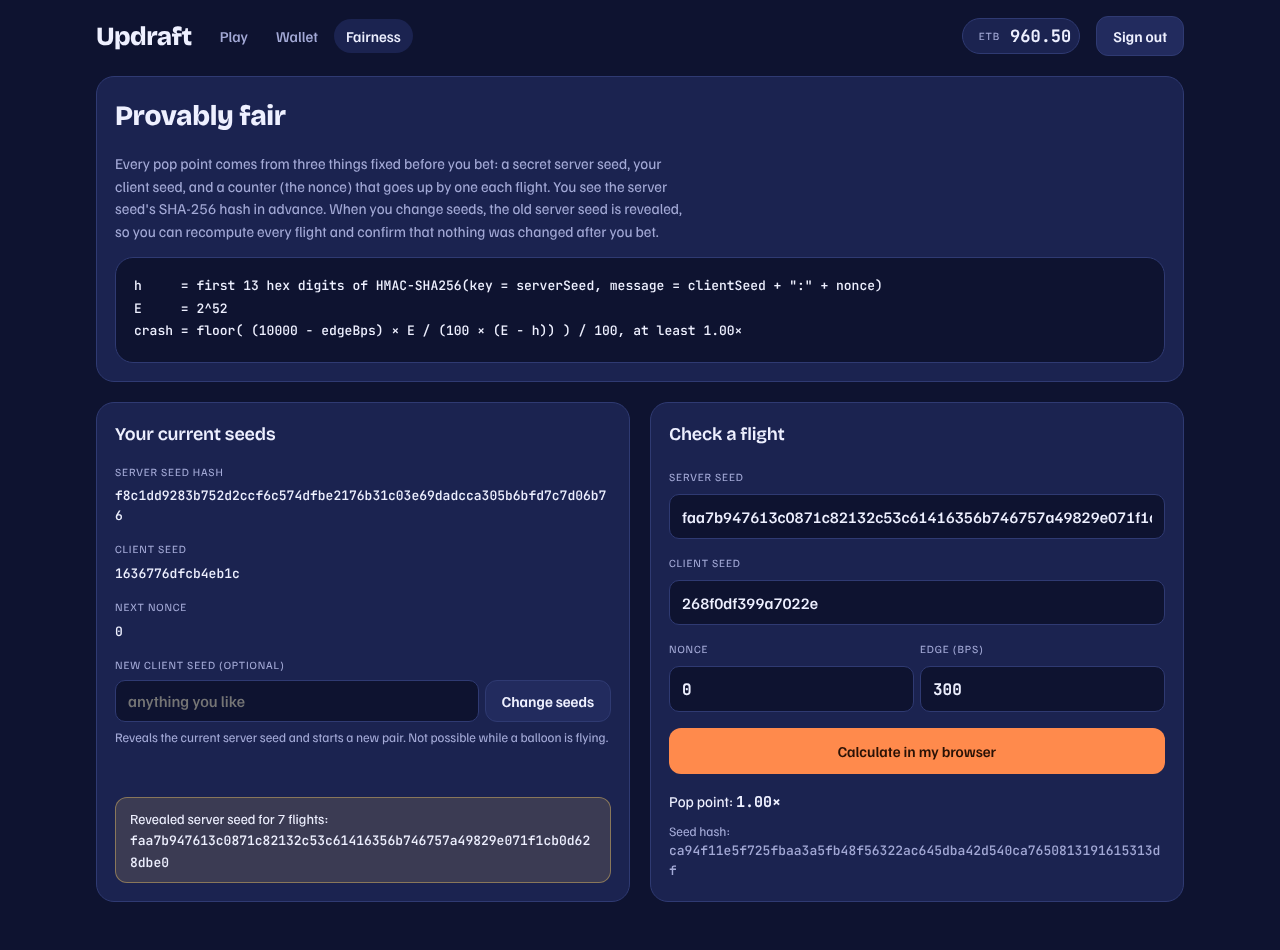 Updraft Play Wallet Fairness ETB 960.50 Sign out
Provably fair
Every pop point comes from three things fixed before you bet: a secret server seed, your
client seed, and a counter (the nonce) that goes up by one each flight. You see the server
seed's SHA-256 hash in advance. When you change seeds, the old server seed is revealed,
so you can recompute every flight and confirm that nothing was changed after you bet.
h = first 13 hex digits of HMAC-SHA256(key = serverSeed, message = clientSeed + ":" + nonce)
E = 2^52
crash = floor( (10000 - edgeBps) × E / (100 × (E - h)) ) / 100, at least 1.00×
Your current seeds
SERVER SEED HASH
f8c1dd9283b752d2ccf6c574dfbe2176b31c03e69dadcca305b6bfd7c7d06b7
6
CLIENT SEED
1636776dfcb4eb1c
NEXT NONCE
0
NEW CLIENT SEED (OPTIONAL)
anything you like Change seeds
Reveals the current server seed and starts a new pair. Not possible while a balloon is flying.
Revealed server seed for 7 flights:
faa7b947613c0871c82132c53c61416356b746757a49829e071f1cb0d62
8dbe0
Check a flight
SERVER SEED
faa7b947613c0871c82132c53c61416356b746757a49829e071f1c
CLIENT SEED
268f0df399a7022e
NONCE EDGE (BPS)
0 300
Calculate in my browser
Pop point: 1.00×
Seed hash:
ca94f11e5f725fbaa3a5fb48f56322ac645dba42d540ca7650813191615313d
f